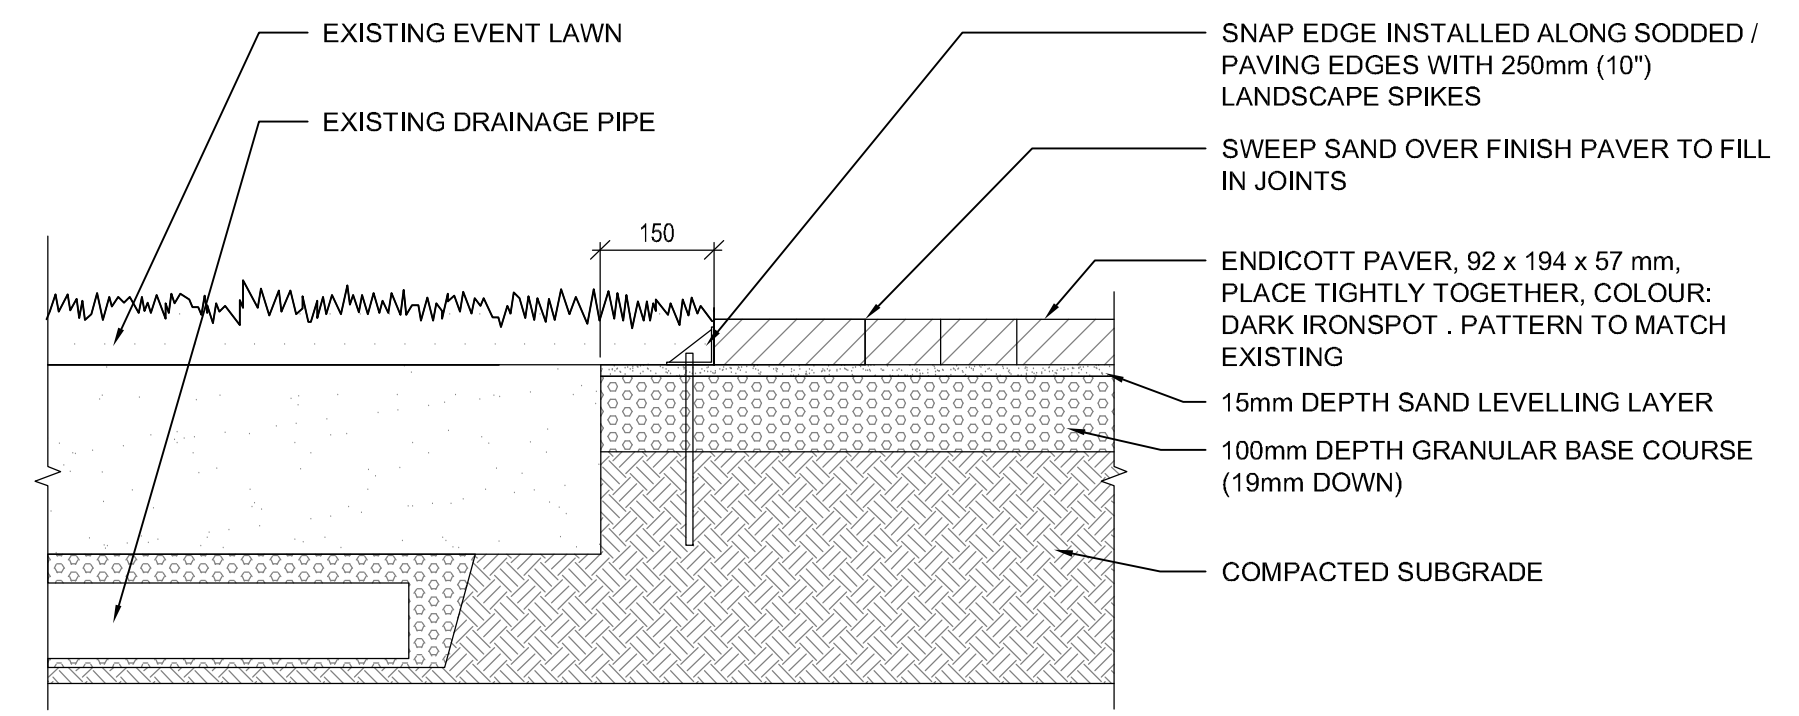 EXISTING EVENT LAWN
EXISTING DRAINAGE PIPE
150
SNAP EDGE INSTALLED ALONG SODDED /
PAVING EDGES WITH 250mm (10")
LANDSCAPE SPIKES
SWEEP SAND OVER FINISH PAVER TO FILL
IN JOINTS
ENDICOTT PAVER, 92 x 194 x 57 mm,
PLACE TIGHTLY TOGETHER, COLOUR:
DARK IRONSPOT . PATTERN TO MATCH
EXISTING
15mm DEPTH SAND LEVELLING LAYER
100mm DEPTH GRANULAR BASE COURSE
(19mm DOWN)
COMPACTED SUBGRADE